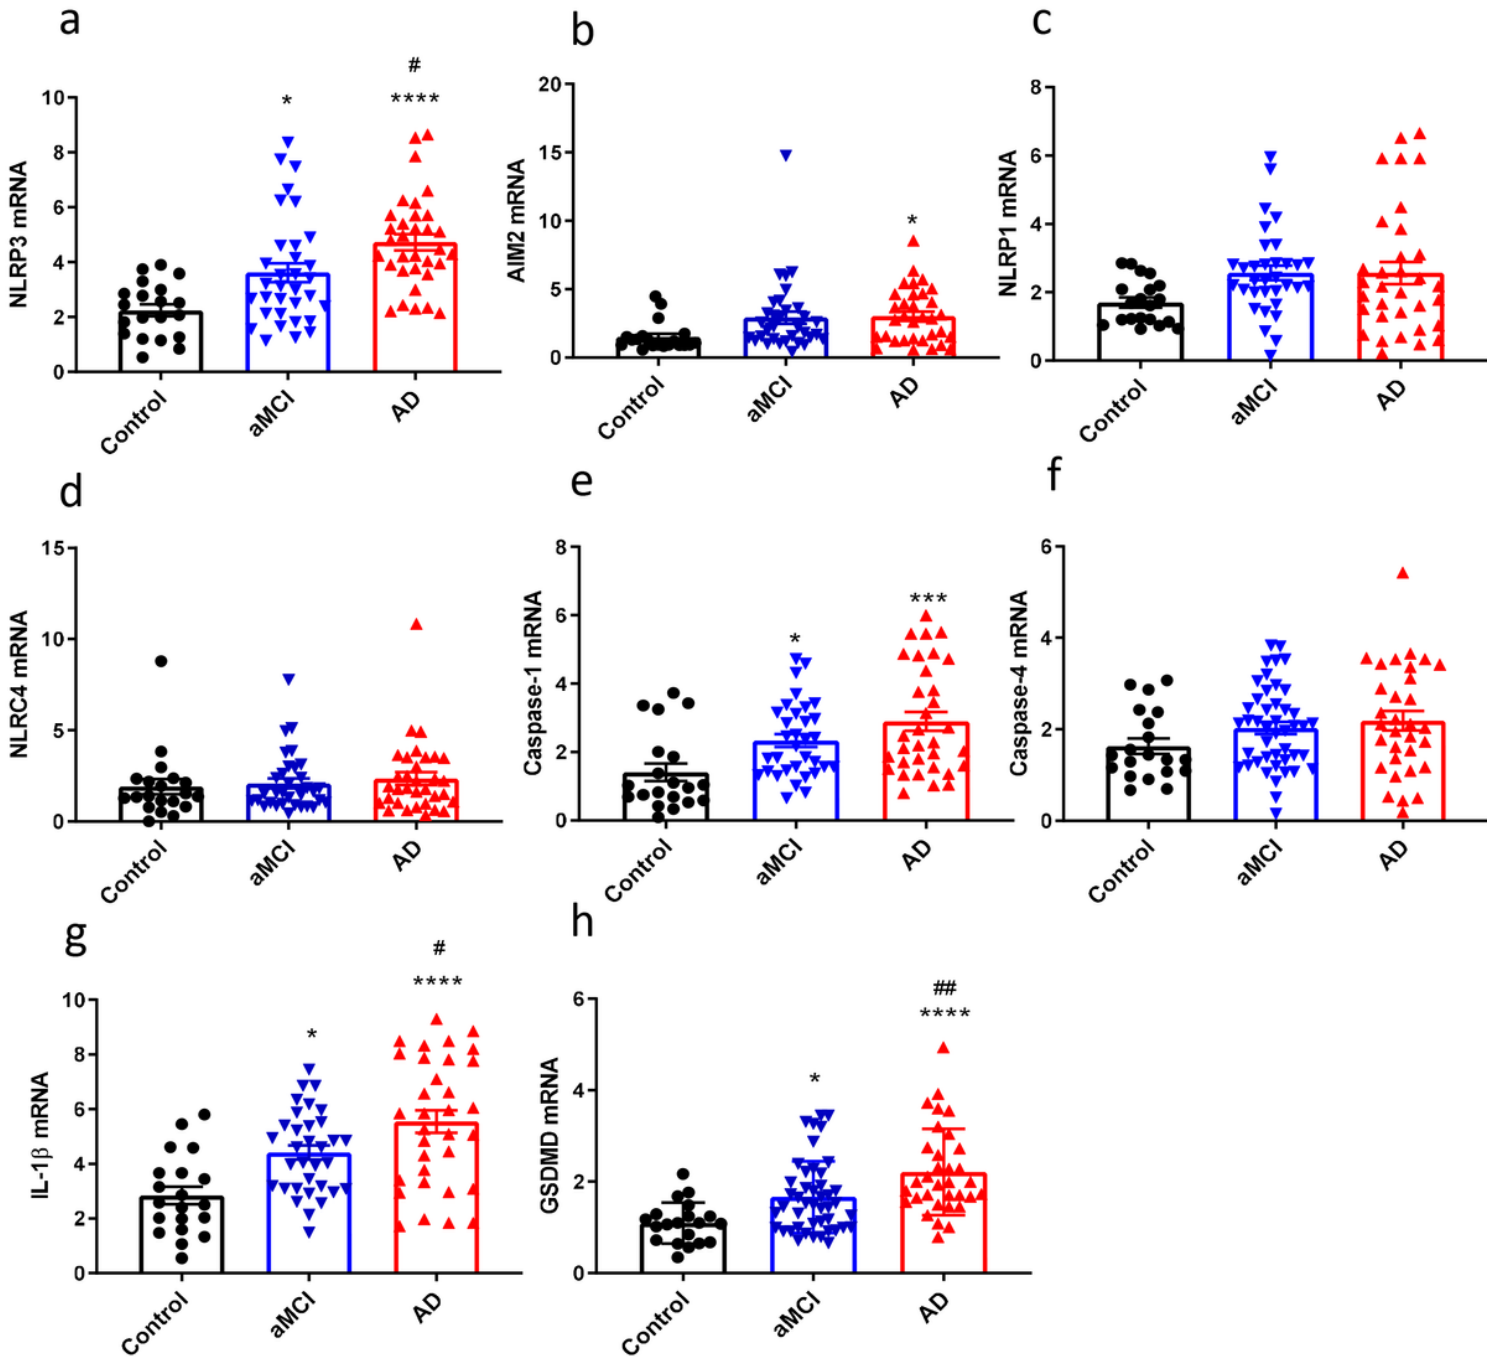 a
#
*
****
NLRP3 mRNA
10
8
6
4
2
0
Control
aMCI
AD
b
*
AIM2 mRNA
20
15
10
5
0
Control
aMCI
AD
c
NLRP1 mRNA
8
6
4
2
0
Control
aMCI
AD
d
NLRC4 mRNA
15
10
5
0
Control
aMCI
AD
e
*
***
Caspase-1 mRNA
8
6
4
2
0
Control
aMCI
AD
f
Caspase-4 mRNA
6
4
2
0
Control
aMCI
AD
g
#
*
****
IL-1β mRNA
10
8
6
4
2
0
Control
aMCI
AD
h
##
*
****
GSDMD mRNA
6
4
2
0
Control
aMCI
AD